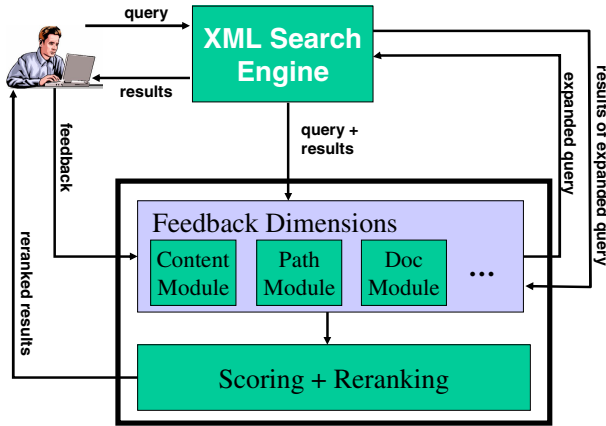 query
XML Search
Engine
results
query +
results
feedback
expanded query
results of expanded
query
reranked results
Feedback Dimensions
Content
Module
Path
Module
Doc
Module
...
Scoring + Reranking